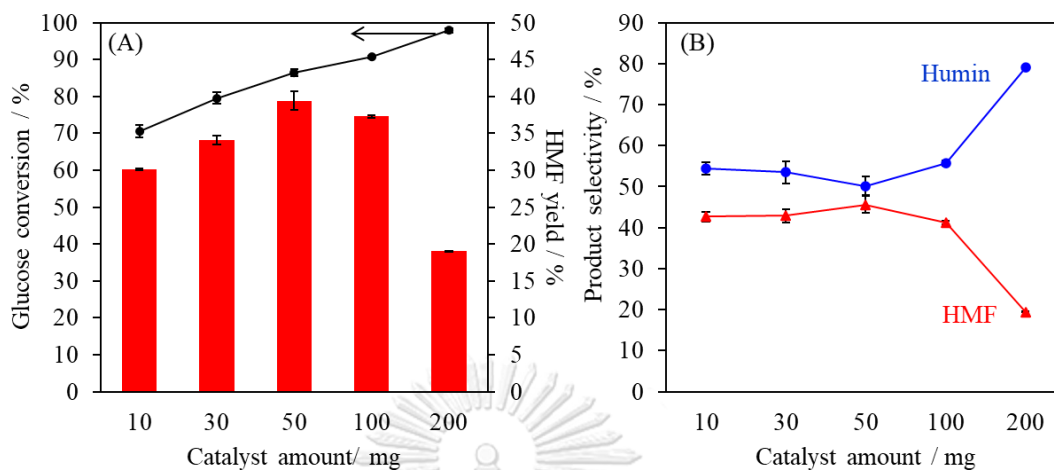 (A)
Glucose conversion / %
100
90
80
70
60
50
40
30
20
10
0
50
45
40
35
30
25
20
15
10
5
0
HMF yield / %
10 30 50 100 200
Catalyst amount/ mg
(B)
Product selectivity / %
90
80
70
60
50
40
30
20
10
0
Humin
HMF
10 30 50 100 200
Catalyst amount / mg